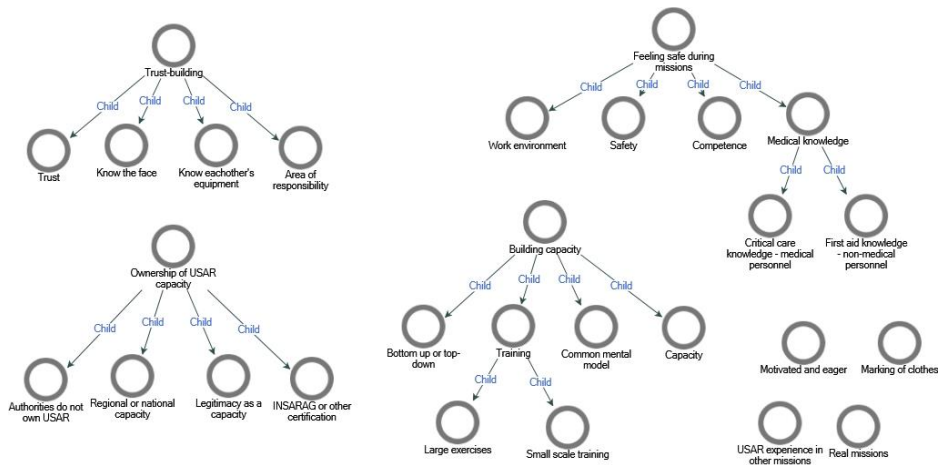 Trust-building
Child
Child
Child
Child
Trust
Know the face
Know eachother's
equipment
Area of
responsibility
Feeling safe during
missions
Child
Child
Child
Child
Work environment
Safety
Competence
Medical knowledge
Child
Child
Critical care
knowledge - medical
personnel
First aid knowledge
- non-medical
personnel
Ownership of USAR
capacity
Child
Child
Child
Child
Authorities do not
own USAR
Regional or national
capacity
Legitimacy as a
capacity
INSARAG or other
certification
Building capacity
Child
Child
Child
Child
Bottom up or top-
down
Training
Common mental
model
Capacity
Child
Child
Large exercises
Small scale training
Motivated and eager
Marking of clothes
USAR experience in
other missions
Real missions